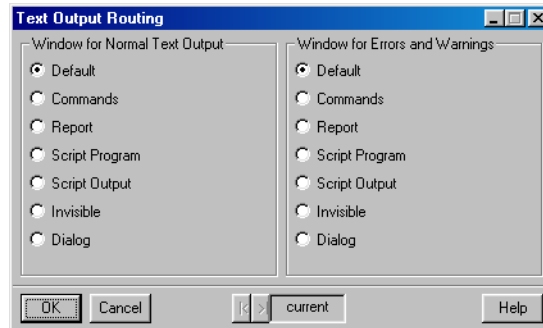 Text Output Routing
Window for Normal Text Output
Default
Commands
Report
Script Program
Script Output
Invisible
Dialog
Window for Errors and Warnings
Default
Commands
Report
Script Program
Script Output
Invisible
Dialog
OK Cancel current Help